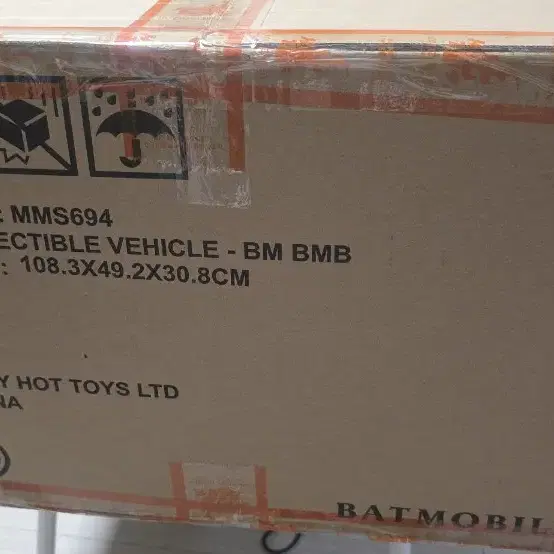 : MMS694
ECTIBLE VEHICLE - BM BMB
: 108.3X49.2X30.8CM
Y HOT TOYS LTD
NA
BATMOBIL